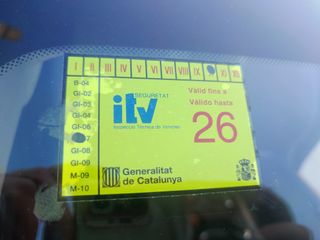 I II III IV V VI VII VIII IX XI XII
B-04
GI-02
GI-03
GI-04
GI-06
7
GI-08
GI-09
M-09
M-10
SEGURETAT
itv
Inspecció Tècnica de Vehicles
Vàlid fins a
Válido hasta
26
Generalitat
de Catalunya